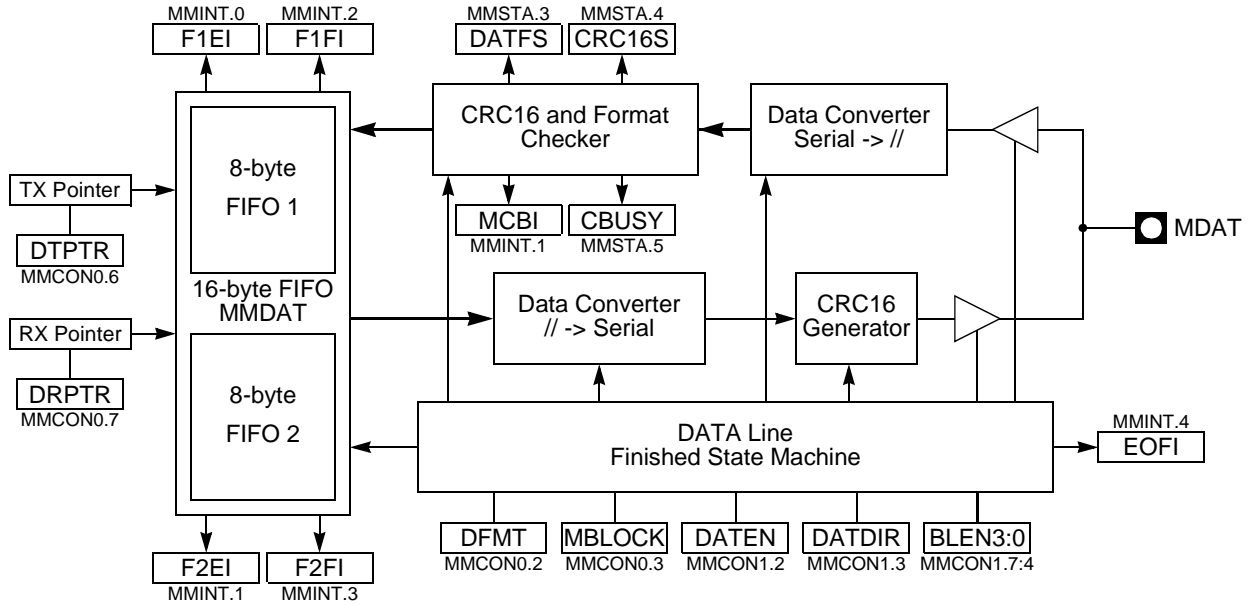 MMINT.0
F1EI
MMINT.2
F1FI
MMSTA.3
DATFS
MMSTA.4
CRC16S
8-byte
FIFO 1
CRC16 and Format
Checker
Data Converter
Serial -> //
TX Pointer
DTPTR
MMCON0.6
MCBI
MMINT.1
CBUSY
MMSTA.5
MDAT
16-byte FIFO
MMDAT
Data Converter
// -> Serial
CRC16
Generator
RX Pointer
DRPTR
MMCON0.7
8-byte
FIFO 2
DATA Line
Finished State Machine
MMINT.4
EOFI
F2EI
MMINT.1
F2FI
MMINT.3
DFMT
MMCON0.2
MBLOCK
MMCON0.3
DATEN
MMCON1.2
DATDIR
MMCON1.3
BLEN3:0
MMCON1.7:4